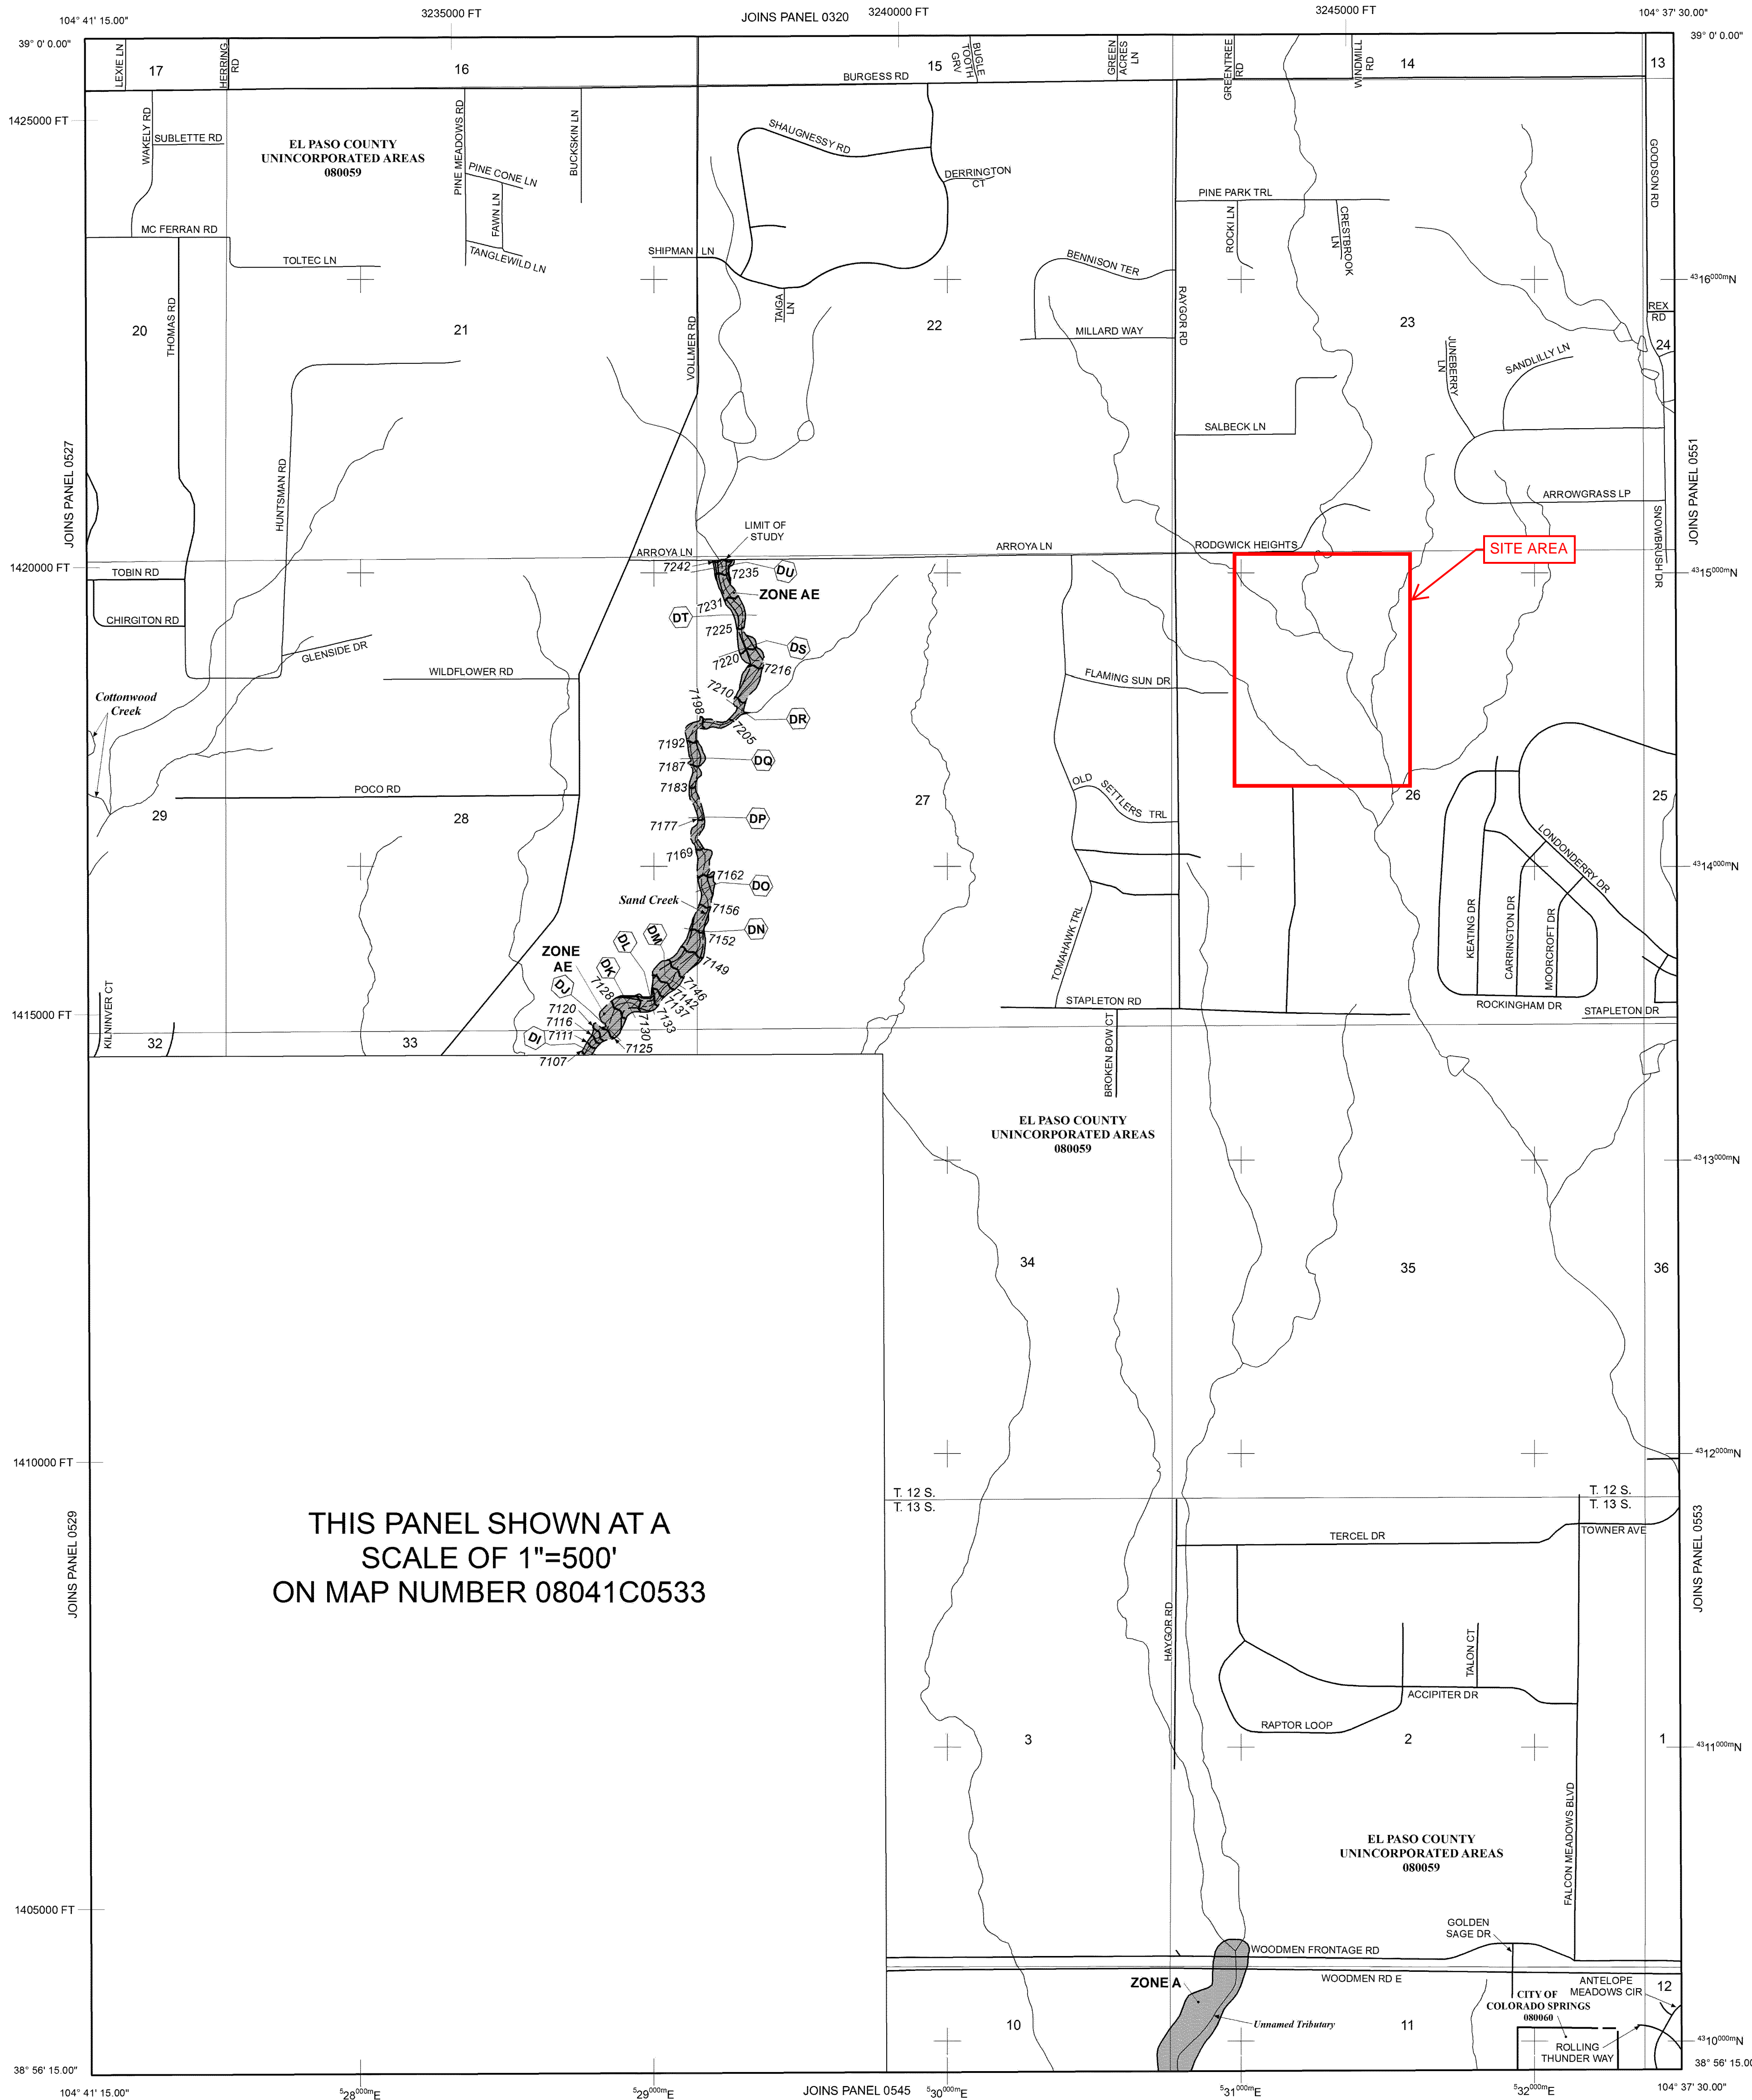 104° 41' 15.00"
3235000 FT
JOINS PANEL 0320
3240000 FT
3245000 FT
104° 37' 30.00"
39° 0' 0.00"
39° 0' 0.00"
LEXIE LN
17
HERRING
RD
16
15
BUGLE
TOOTH
GRV
GREEN
ACRES
LN
GREENTREE
RD
WINDMILL
RD
14
13
BURGESS RD
1425000 FT
WAKELY RD
SUBLETTE RD
EL PASO COUNTY
UNINCORPORATED AREAS
080059
PINE MEADOWS RD
PINE CONE LN
FAWN LN
BUCKSKIN LN
SHAUGNESSY RD
DERRINGTON
CT
PINE PARK TRL
ROCKI LN
CRESTBROOK
LN
GOODSON RD
MC FERRAN RD
TOLTEC LN
TANGLEWILD LN
SHIPMAN LN
TAIGA
LN
BENNISON TER
RAYGOR RD
MILLARD WAY
4316000mN
REX
RD
20
THOMAS RD
21
VOLLMER RD
22
23
24
JUNEBERRY
LN
SANDLILLY LN
SALBECK LN
JOINS PANEL 0527
HUNTSMAN RD
ARROWGRASS LP
SNOWBRUSH DR
JOINS PANEL 0551
LIMIT OF
STUDY
ARROYA LN
ARROYA LN
RODGWICK HEIGHTS
SITE AREA
1420000 FT
TOBIN RD
7242
7235
DU
ZONE AE
4315000mN
CHIRGITON RD
7231
DT
7225
DS
GLENSIDE DR
7220
7216
WILDFLOWER RD
FLAMING SUN DR
Cottonwood
Creek
7210
7198
DR
7205
7192
7187
DQ
7183
POCO RD
OLD
SETTLERS TRL
29
28
27
26
25
7177
DP
7169
LONDONDERRY DR
4314000mN
7162
DO
Sand Creek
7156
KEATING DR
CARRINGTON DR
MOORCROFT DR
TOMAHAWK TRL
DN
7152
DM
DL
ZONE
AE
DK
7149
DJ
7128
7146
7142
7137
7133
7130
ROCKINGHAM DR
STAPLETON RD
STAPLETON DR
KILNINVER CT
1415000 FT
7120
7116
DI
7111
7125
7107
32
33
BROKEN BOW CT
EL PASO COUNTY
UNINCORPORATED AREAS
080059
4313000mN
34
35
36
4312000mN
1410000 FT
T. 12 S.
T. 13 S.
T. 12 S.
T. 13 S.
JOINS PANEL 0529
THIS PANEL SHOWN AT A
SCALE OF 1"=500'
ON MAP NUMBER 08041C0533
TERCEL DR
TOWNER AVE
JOINS PANEL 0553
HAYGOR RD
TALON CT
ACCIPITER DR
RAPTOR LOOP
3
2
1
4311000mN
FALCON MEADOWS BLVD
EL PASO COUNTY
UNINCORPORATED AREAS
080059
1405000 FT
GOLDEN
SAGE DR
WOODMEN FRONTAGE RD
WOODMEN RD E
ZONE A
ANTELOPE
MEADOWS CIR
12
CITY OF
COLORADO SPRINGS
080060
10
Unnamed Tributary
11
ROLLING
THUNDER WAY
4310000mN
38° 56' 15.00"
38° 56' 15.00"
104° 41' 15.00"
528000mE
529000mE
JOINS PANEL 0545
530000mE
531000mE
532000mE
104° 37' 30.00"